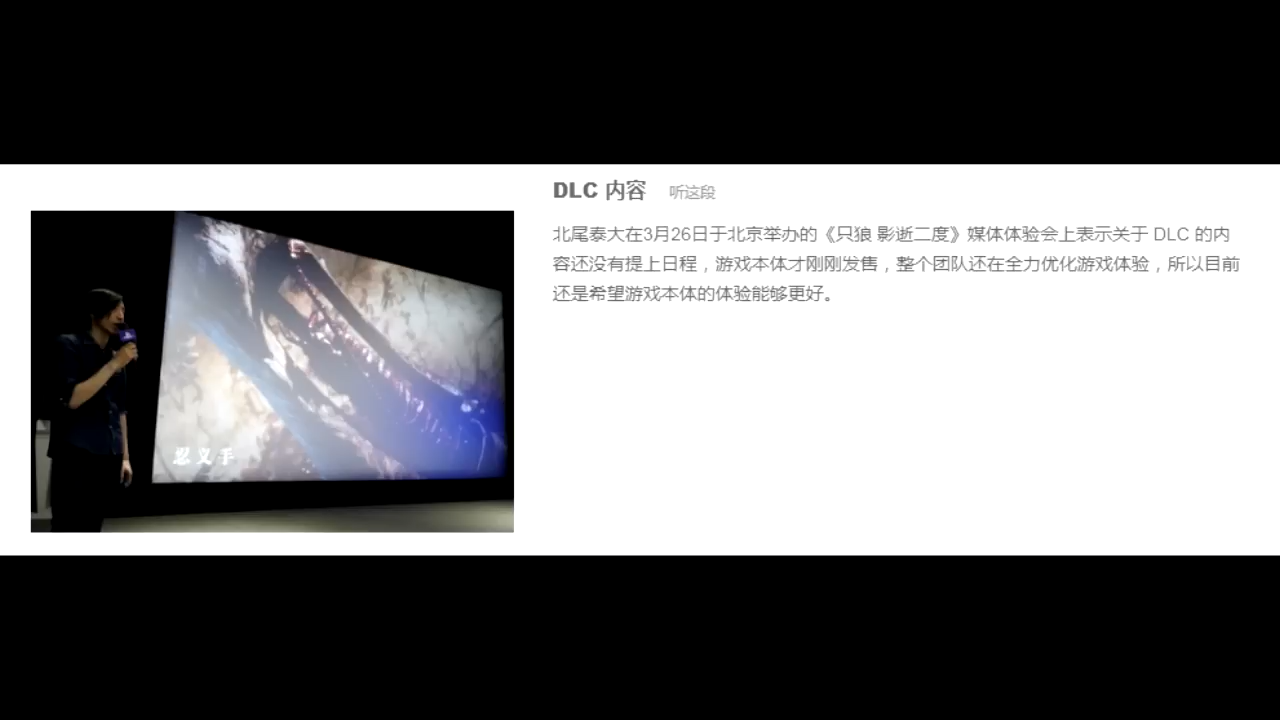 DLC 内容 听这段
北尾泰大在3月26日于北京举办的《只狼 影逝二度》媒体体验会上表示关于 DLC 的内
容还没有提上日程，游戏本体才刚刚发售，整个团队还在全力优化游戏体验，所以目前
还是希望游戏本体的体验能够更好。
忍义手